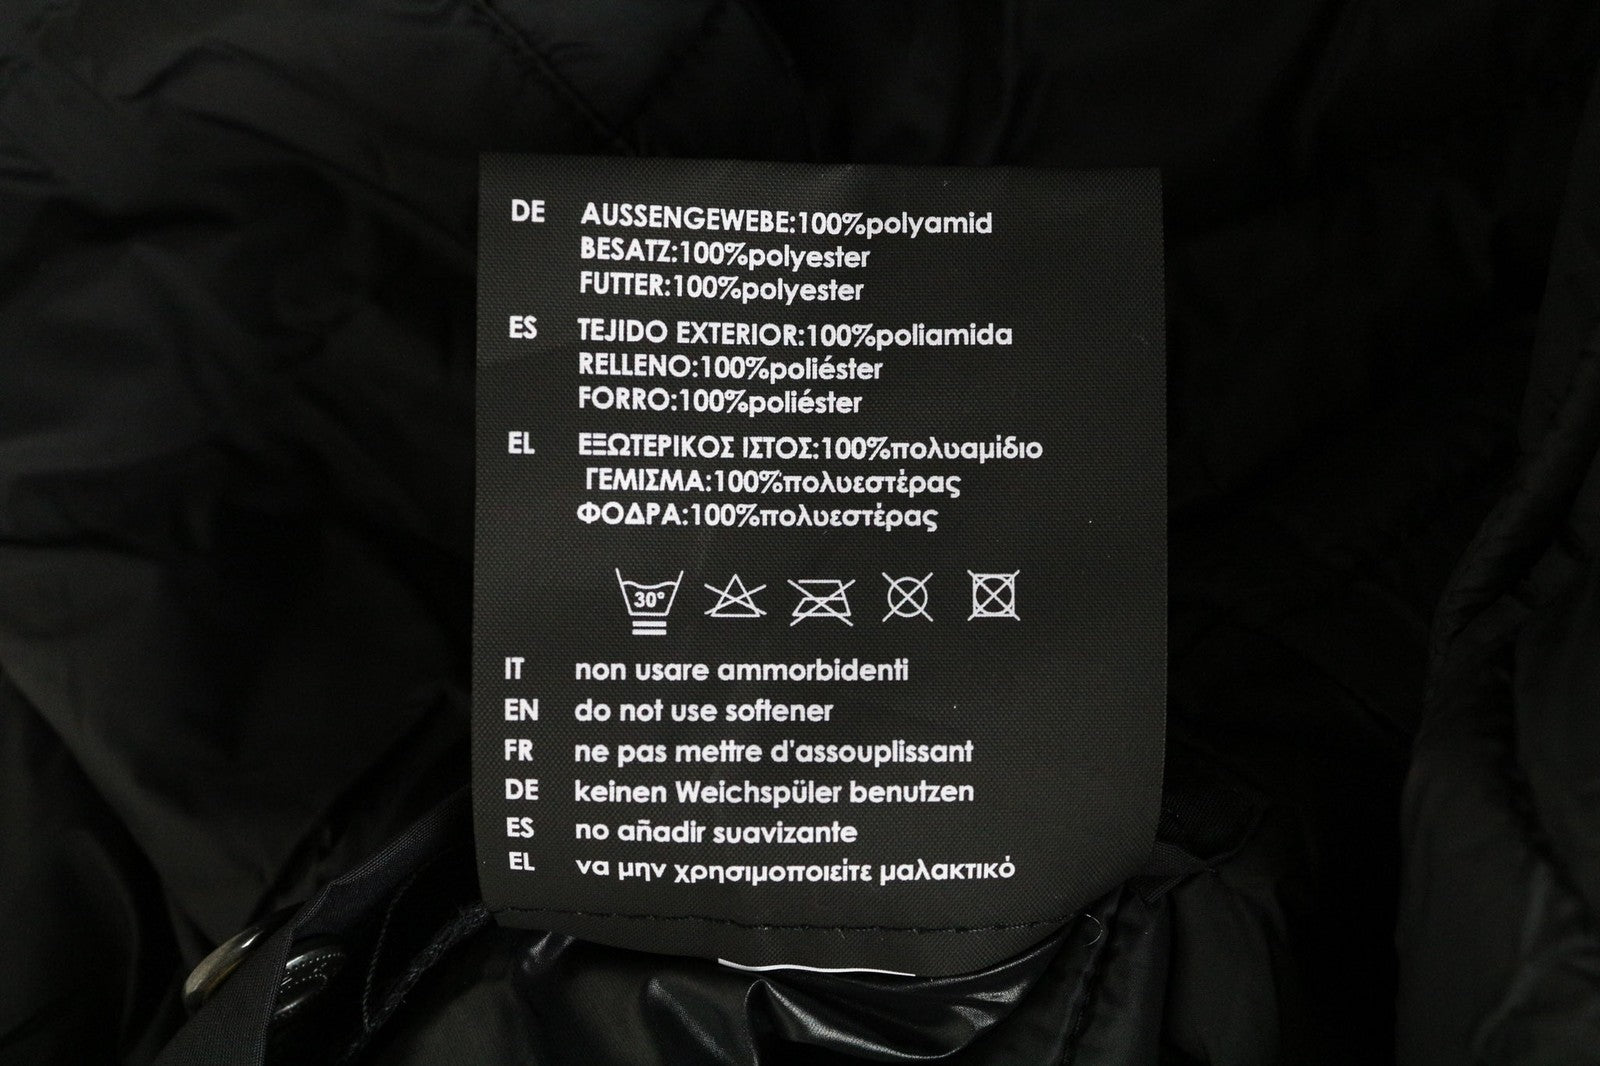 DE AUSSENGEWEBE:100%polyamid
BESATZ:100%polyester
FUTTER:100%polyester
ES TEJIDO EXTERIOR:100%poliamida
RELLENO:100%poliéster
FORRO:100%poliéster
EL ΕΞΩΤΕΡΙΚΟΣ ΙΣΤΟΣ:100%πολυαμίδιο
ΓΕΜΙΣΜΑ:100%πολυεστέρας
ΦΟΔΡΑ:100%πολυεστέρας
30°
IT non usare ammorbidenti
EN do not use softener
FR ne pas mettre d'assouplissant
DE keinen Weichspüler benutzen
ES no añadir suavizante
EL να μην χρησιμοποιείτε μαλακτικό